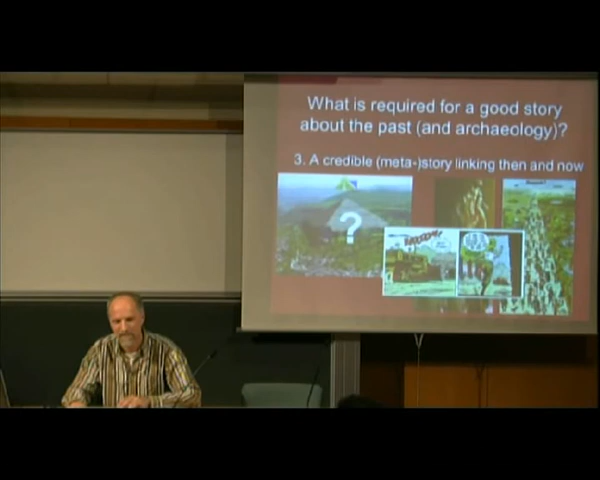 What is required for a good story
about the past (and archaeology)?
3. A credible (meta-)story linking then and now
?